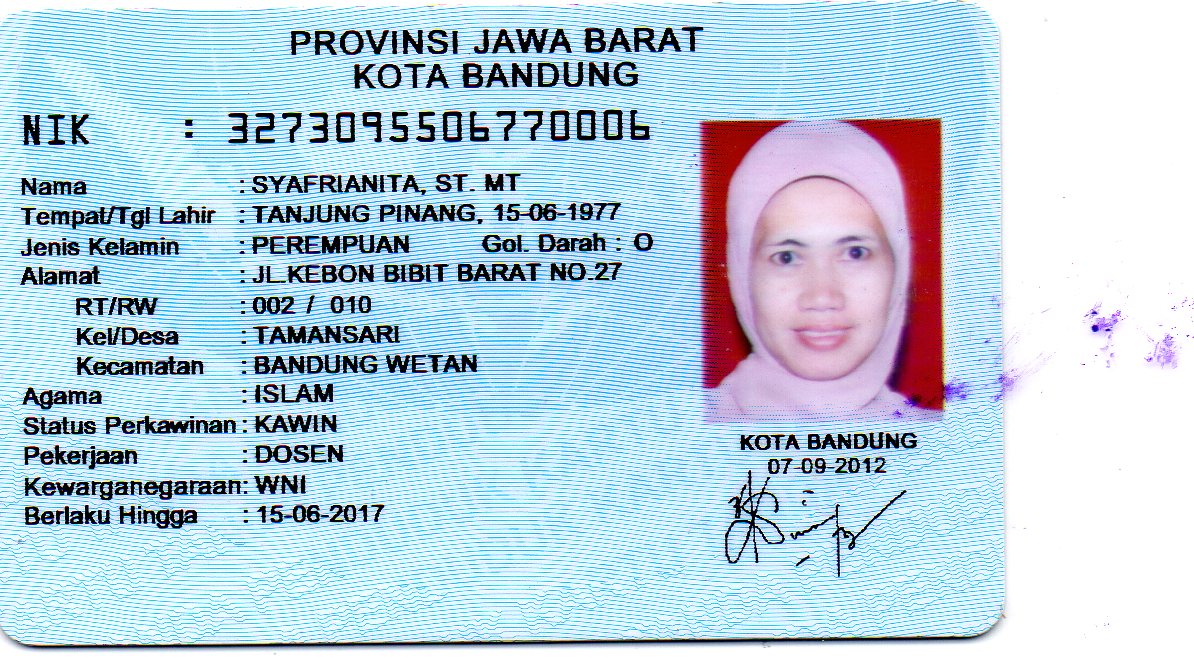 PROVINSI JAWA BARAT
KOTA BANDUNG
NIK : 3273095506770006
Nama : SYAFRIANITA, ST. MT
Tempat/Tgl Lahir : TANJUNG PINANG, 15-06-1977
Jenis Kelamin : PEREMPUAN Gol. Darah : O
Alamat : JL.KEBON BIBIT BARAT NO.27
RT/RW : 002 / 010
Kel/Desa : TAMANSARI
Kecamatan : BANDUNG WETAN
Agama : ISLAM
Status Perkawinan : KAWIN
Pekerjaan : DOSEN
Kewarganegaraan: WNI
Berlaku Hingga : 15-06-2017
KOTA BANDUNG
07-09-2012